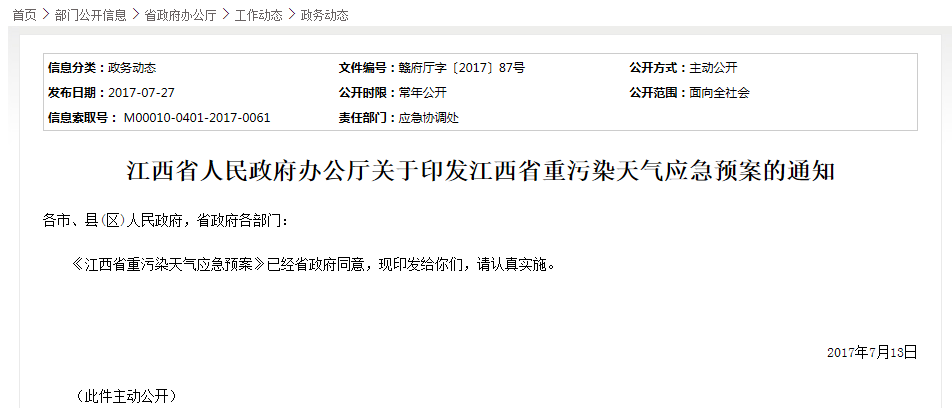 首页 > 部门公开信息 > 省政府办公厅 > 工作动态 > 政务动态
信息分类：政务动态 文件编号：赣府厅字〔2017〕87号 公开方式：主动公开
发布日期：2017-07-27 公开时限：常年公开 公开范围：面向全社会
信息索取号： M00010-0401-2017-0061 责任部门：应急协调处
江西省人民政府办公厅关于印发江西省重污染天气应急预案的通知
各市、县(区)人民政府，省政府各部门：
《江西省重污染天气应急预案》已经省政府同意，现印发给你们，请认真实施。
2017年7月13日
（此件主动公开）